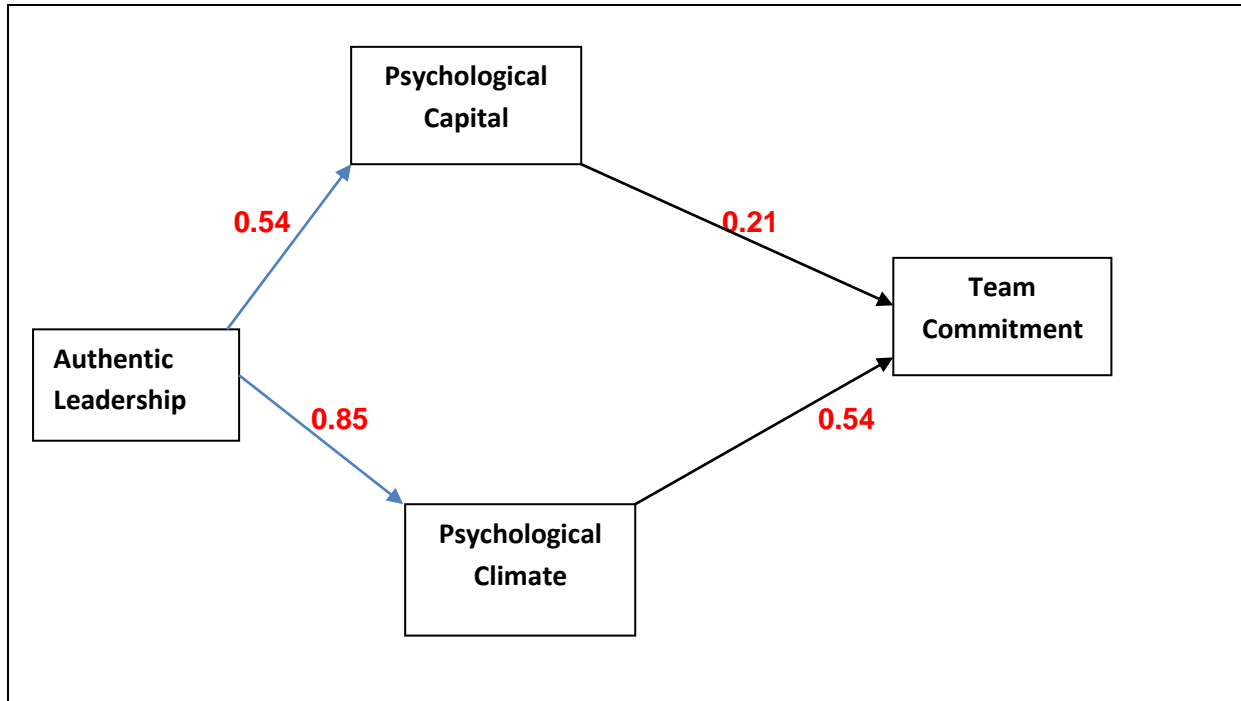 Psychological
Capital
0.54
0.21
Team
Commitment
Authentic
Leadership
0.85
0.54
Psychological
Climate